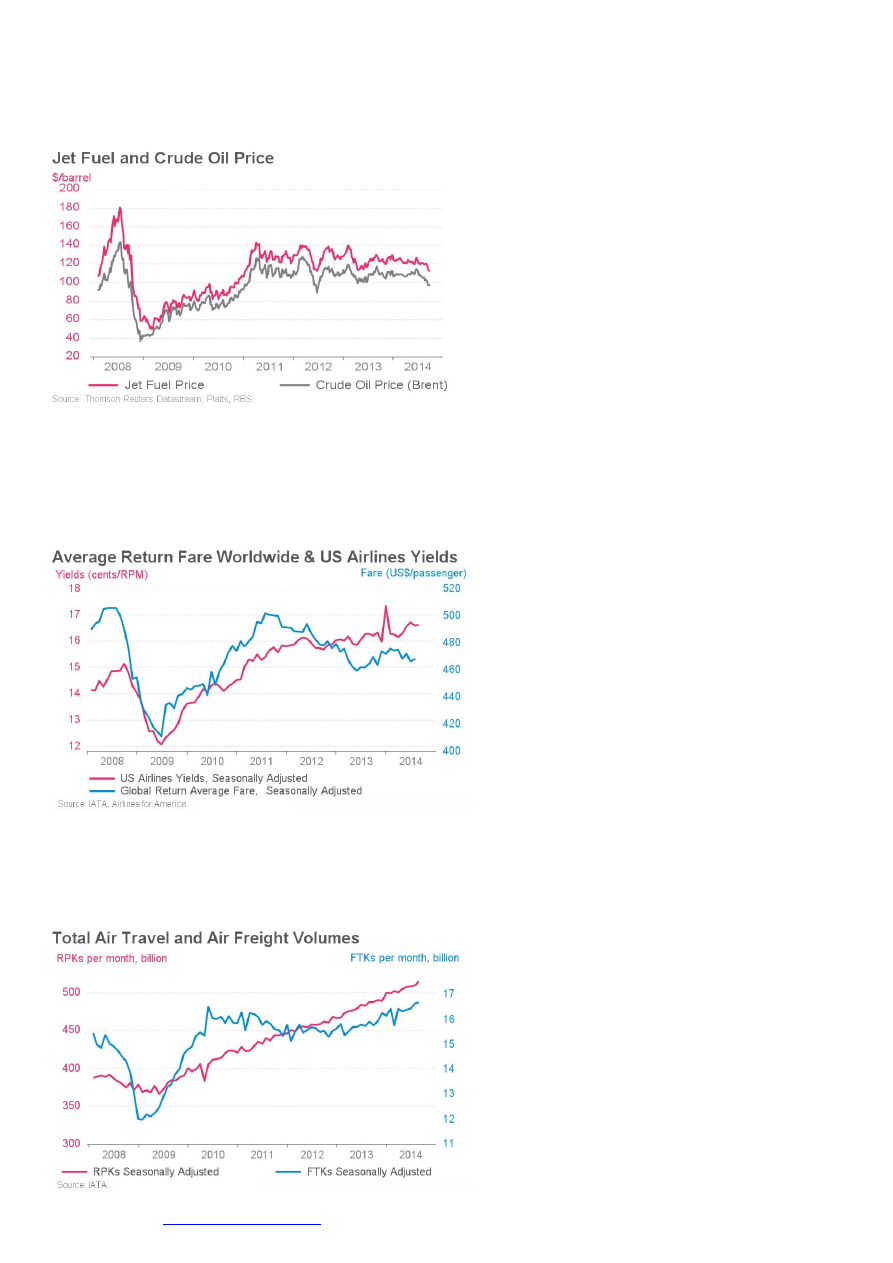 Jet Fuel and Crude Oil Price
$/barrel
200
180
160
140
120
100
80
60
40
20
2008 2009 2010 2011 2012 2013 2014
Jet Fuel Price Crude Oil Price (Brent)
Source: Thomson Reuters Datastream, Platts, RBS
Average Return Fare Worldwide & US Airlines Yields
Yields (cents/RPM) Fare (US$/passenger)
18 520
17 500
16 480
15 460
14 440
13 420
12 400
2008 2009 2010 2011 2012 2013 2014
US Airlines Yields, Seasonally Adjusted
Global Return Average Fare, Seasonally Adjusted
Source: IATA, Airlines for America
Total Air Travel and Air Freight Volumes
RPKs per month, billion FTKs per month, billion
500 17
16
450 15
400 14
13
350 12
300 11
2008 2009 2010 2011 2012 2013 2014
RPKs Seasonally Adjusted FTKs Seasonally Adjusted
Source: IATA